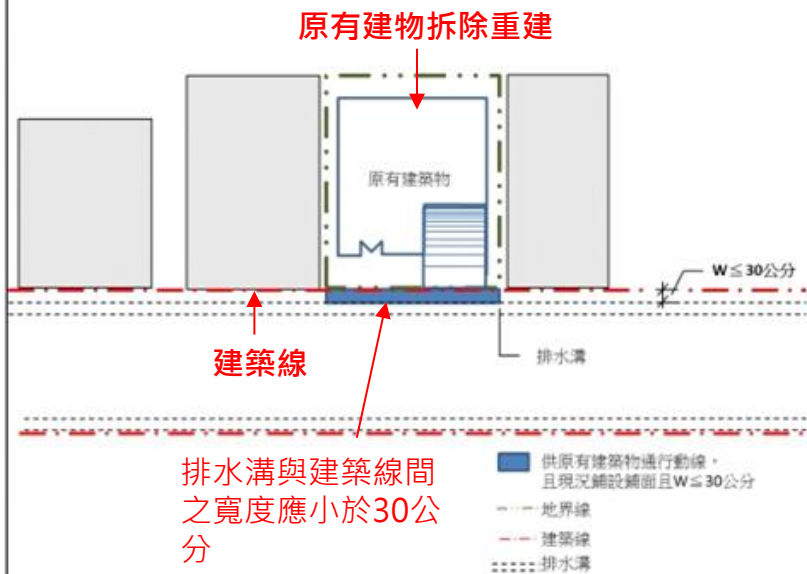 原有建物拆除重建
原有建築物
W≦30公分
建築線
排水溝
排水溝與建築線間
之寬度應小於30公
分
供原有建築物通行動線，
且現況鋪設鋪面且W≦30公分
地界線
建築線
排水溝